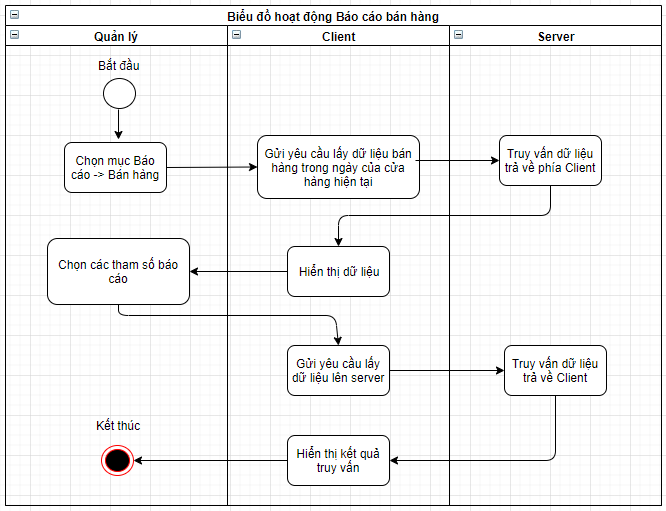 Biểu đồ hoạt động Báo cáo bán hàng
Quản lý
Client
Server
Bắt đầu
Chọn mục Báo
cáo -> Bán hàng
Gửi yêu cầu lấy dữ liệu bán
hàng trong ngày của cửa
hàng hiện tại
Truy vấn dữ liệu
trả về phía Client
Hiển thị dữ liệu
Chọn các tham số báo
cáo
Gửi yêu cầu lấy
dữ liệu lên server
Truy vấn dữ liệu
trả về Client
Hiển thị kết quả
truy vấn
Kết thúc